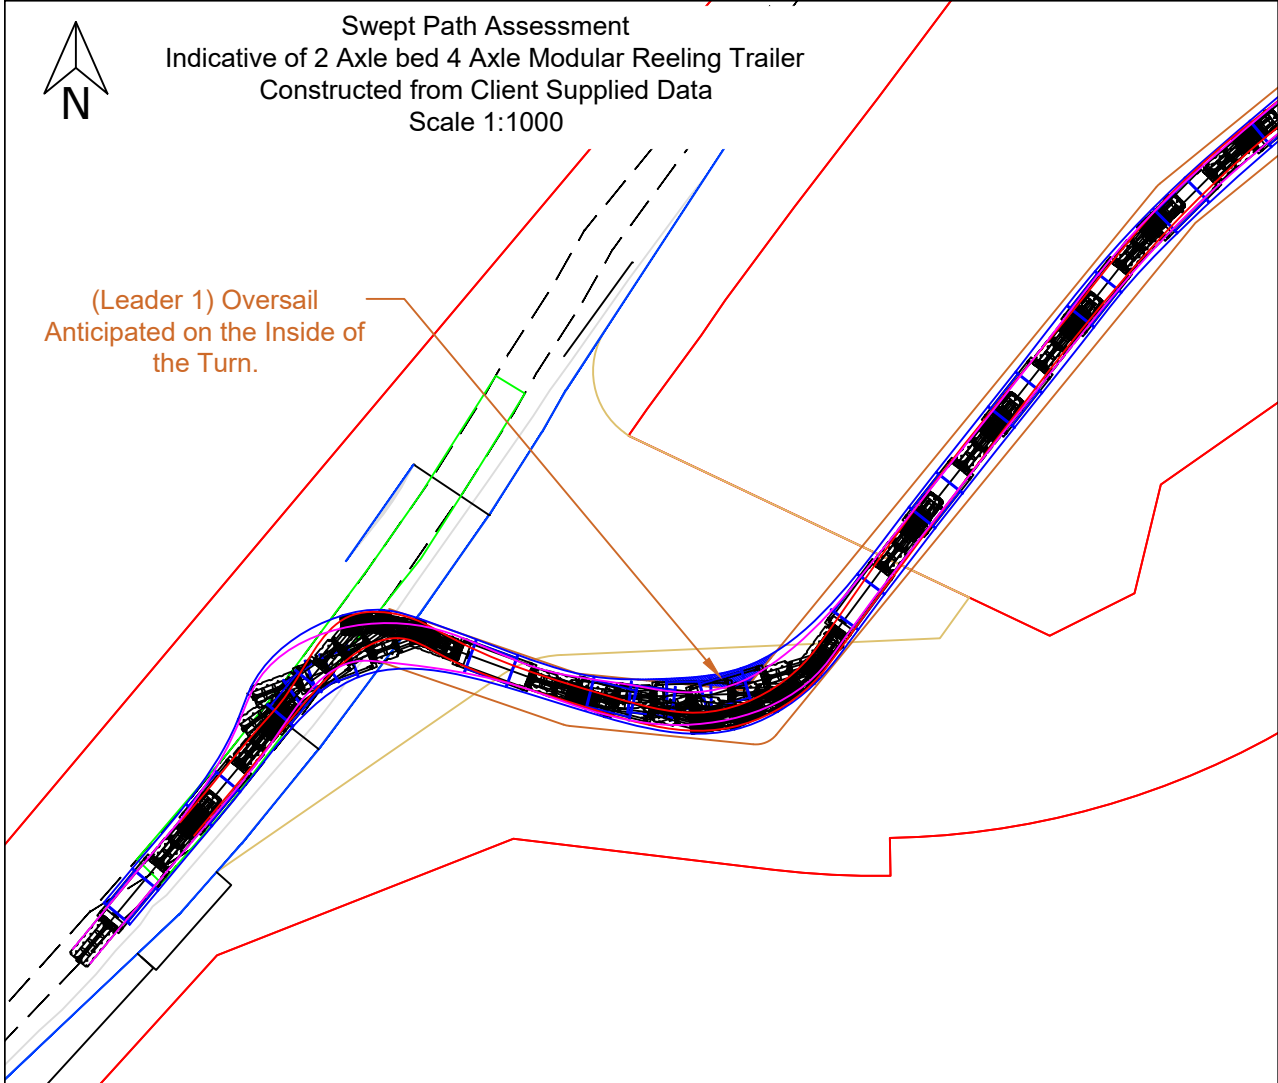 Swept Path Assessment
Indicative of 2 Axle bed 4 Axle Modular Reeling Trailer
Constructed from Client Supplied Data
Scale 1:1000
N
(Leader 1) Oversail
Anticipated on the Inside of
the Turn.